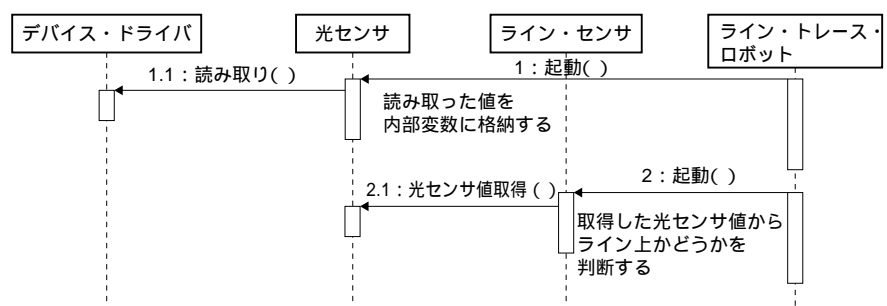 デバイス・ドライバ
光センサ
ライン・センサ
ライン・トレース・
ロボット
1.1：読み取り( )
1：起動( )
読み取った値を
内部変数に格納する
2.1：光センサ値取得 ( )
2：起動( )
取得した光センサ値から
ライン上かどうかを
判断する